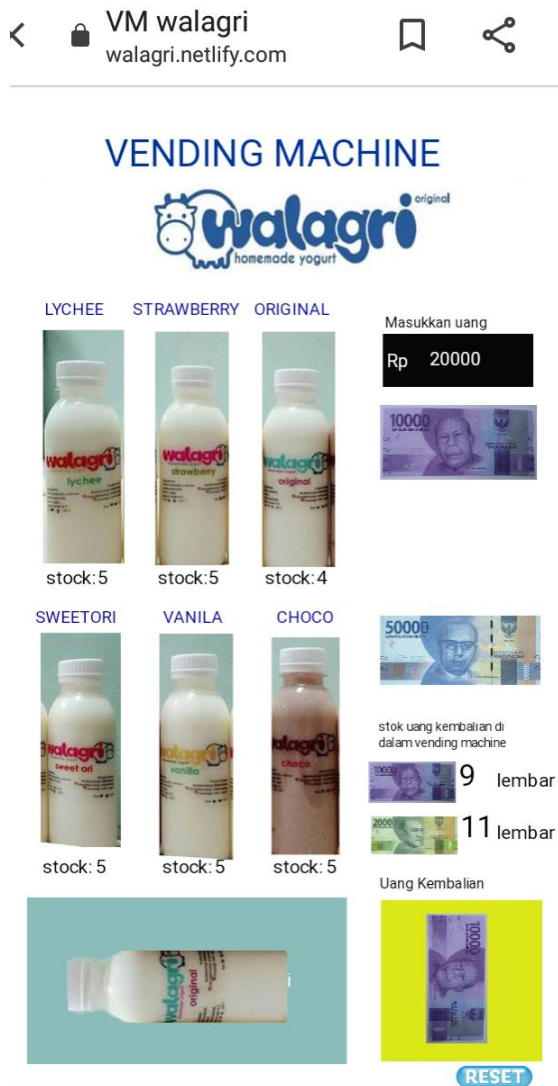 VM walagri
walagri.netlify.com
VENDING MACHINE
walagri original
homemade yogurt
LYCHEE STRAWBERRY ORIGINAL
Masukkan uang
Rp 20000
10000
walagri
lychee
walagri
strawberry
walagri
original
stock:5 stock:5 stock:4
SWEETORI VANILA CHOCO
50000
stok uang kembalian di
dalam vending machine
walagri
sweet ori
walagri
vanilla
walagri
choco
10000 9 lembar
20000 11 lembar
stock:5 stock:5 stock:5
Uang Kembalian
walagri
original
10000
RESET